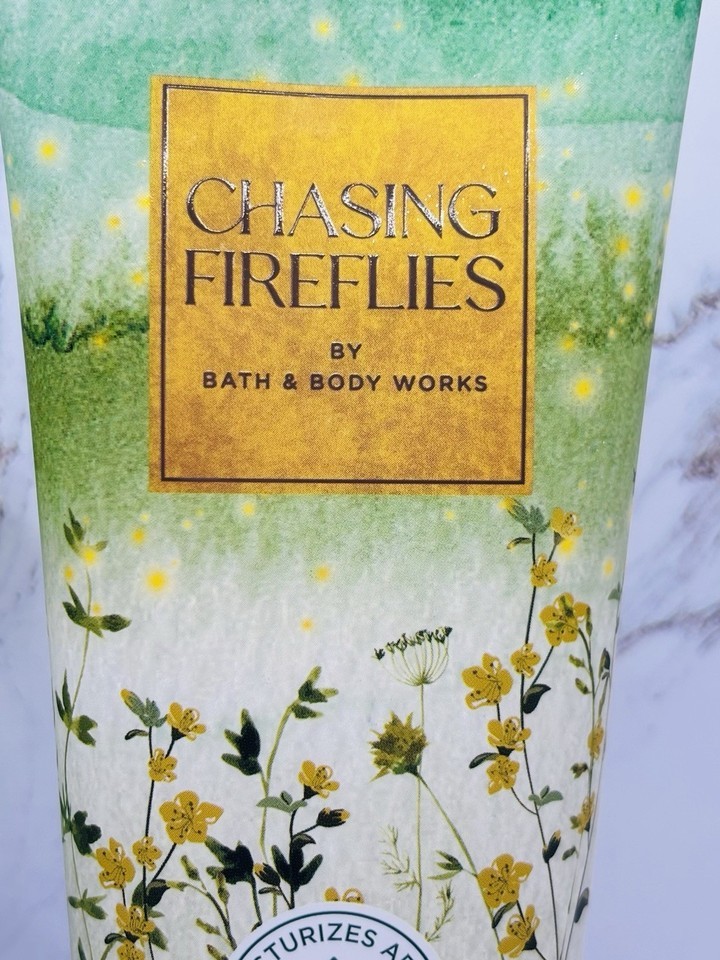 CHASING
FIREFLIES
BY
BATH & BODY WORKS